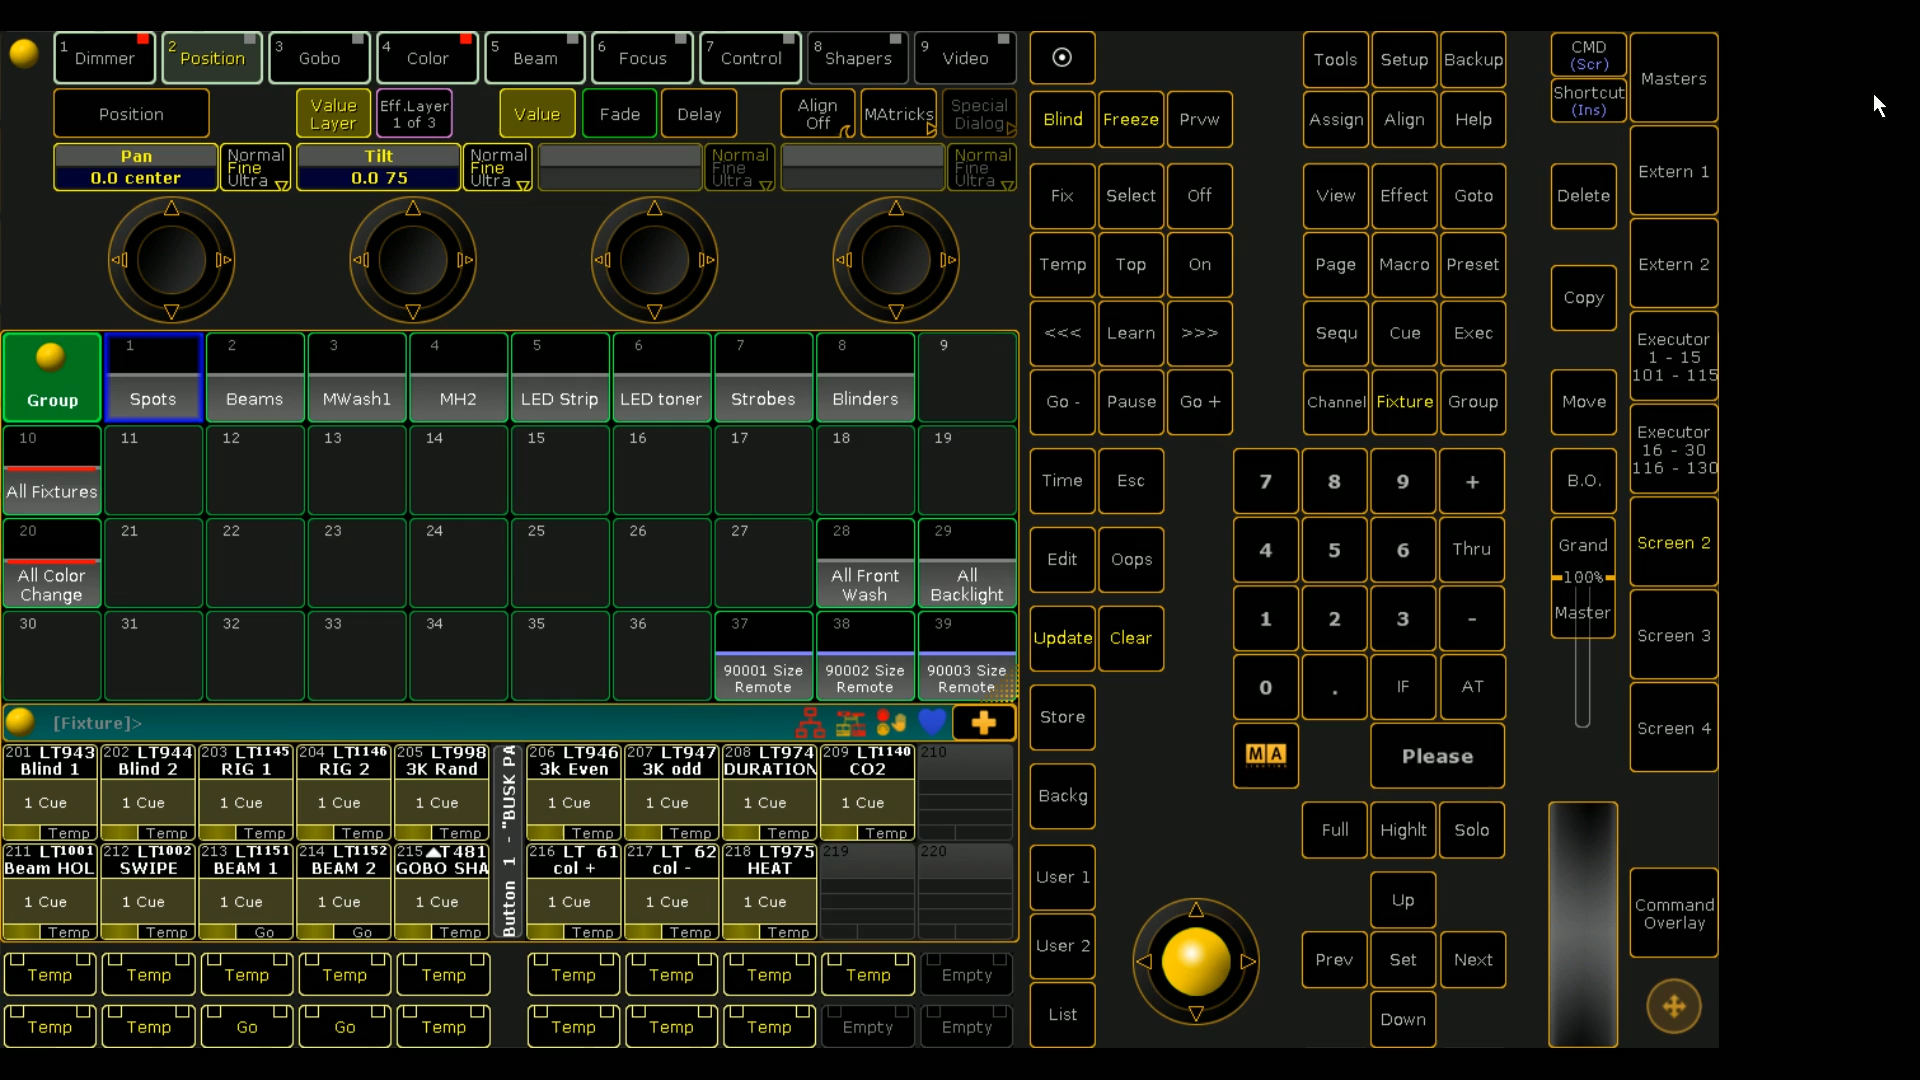 1 Dimmer
2 Position
3 Gobo
4 Color
5 Beam
6 Focus
7 Control
8 Shapers
9 Video
Position
Value
Layer
Eff.Layer
1 of 3
Value
Fade
Delay
Align
Off
MAtricks
Special
Dialog
Pan
0.0 center
Normal
Fine
Ultra
Tilt
0.0 75
Normal
Fine
Ultra
Normal
Fine
Ultra
Normal
Fine
Ultra
Group
1
Spots
2
Beams
3
MWash1
4
MH2
5
LED Strip
6
LED toner
7
Strobes
8
Blinders
9
10
All Fixtures
11
12
13
14
15
16
17
18
19
20
All Color
Change
21
22
23
24
25
26
27
28
All Front
Wash
29
All
Backlight
30
31
32
33
34
35
36
37
90001 Size
Remote
38
90002 Size
Remote
39
90003 Size
Remote
[Fixture]>
201 LT943
Blind 1
1 Cue
Temp
202 LT944
Blind 2
1 Cue
Temp
203 LT1145
RIG 1
1 Cue
Temp
204 LT1146
RIG 2
1 Cue
Temp
205 LT998
3K Rand
1 Cue
Temp
Button 1 - "BUSK PA
206 LT946
3k Even
1 Cue
Temp
207 LT947
3K odd
1 Cue
Temp
208 LT974
DURATION
1 Cue
Temp
209 LT1140
CO2
1 Cue
Temp
210
211 LT1001
Beam HOL
1 Cue
Temp
212 LT1002
SWIPE
1 Cue
Temp
213 LT1151
BEAM 1
1 Cue
Go
214 LT1152
BEAM 2
1 Cue
Go
215 T481
GOBO SHA
1 Cue
Temp
216 LT 61
col +
1 Cue
Temp
217 LT 62
col -
1 Cue
Temp
218 LT975
HEAT
1 Cue
Temp
219
220
Temp
Temp
Temp
Temp
Temp
Temp
Temp
Temp
Temp
Empty
Temp
Temp
Go
Go
Temp
Temp
Temp
Temp
Empty
Empty
Blind
Freeze
Prvw
Fix
Select
Off
Temp
Top
On
<<<
Learn
>>>
Go -
Pause
Go +
Time
Esc
Edit
Oops
Update
Clear
Store
Backg
User 1
User 2
List
Tools
Setup
Backup
Assign
Align
Help
View
Effect
Goto
Page
Macro
Preset
Sequ
Cue
Exec
Channel
Fixture
Group
7
8
9
+
4
5
6
Thru
1
2
3
-
0
.
IF
AT
MA
LIGHTING
Please
Full
Highlt
Solo
Up
Prev
Set
Next
Down
CMD
(Scr)
Shortcut
(Ins)
Delete
Copy
Move
B.O.
Grand
100%
Master
Masters
Extern 1
Extern 2
Executor
1 - 15
101 - 115
Executor
16 - 30
116 - 130
Screen 2
Screen 3
Screen 4
Command
Overlay